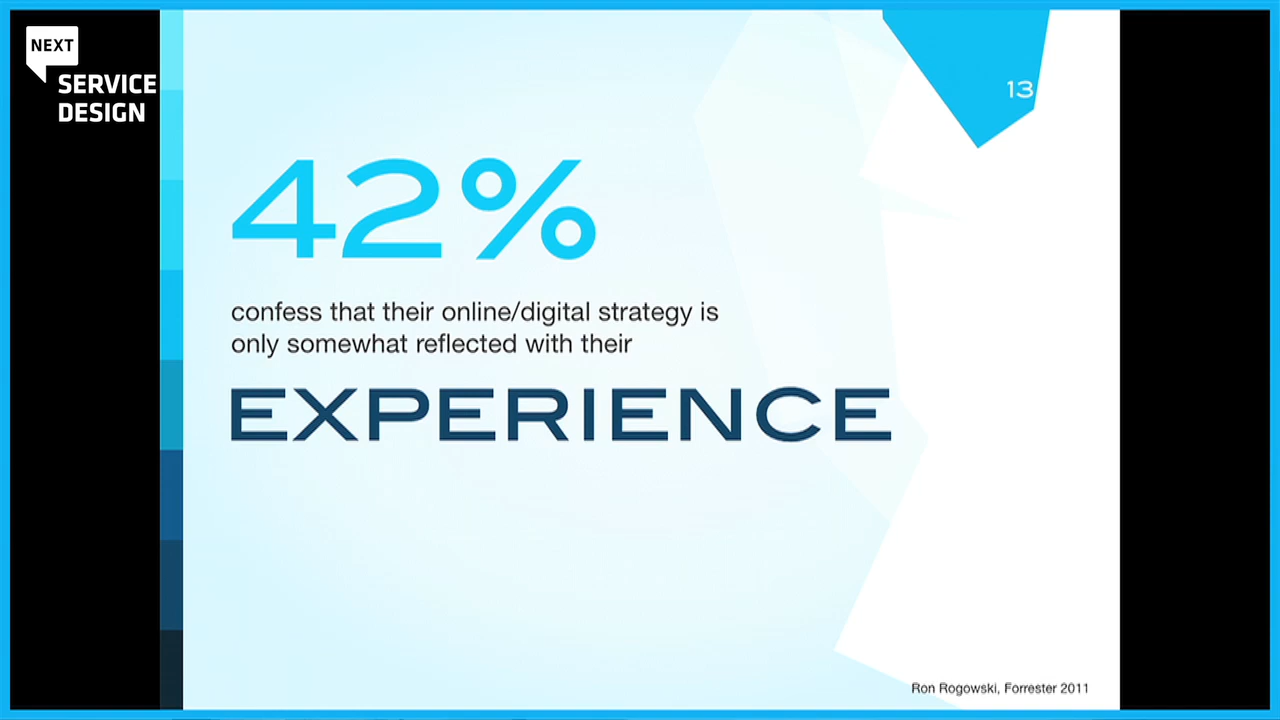 NEXT
SERVICE
DESIGN
13
42%
confess that their online/digital strategy is
only somewhat reflected with their
EXPERIENCE
Ron Rogowski, Forrester 2011